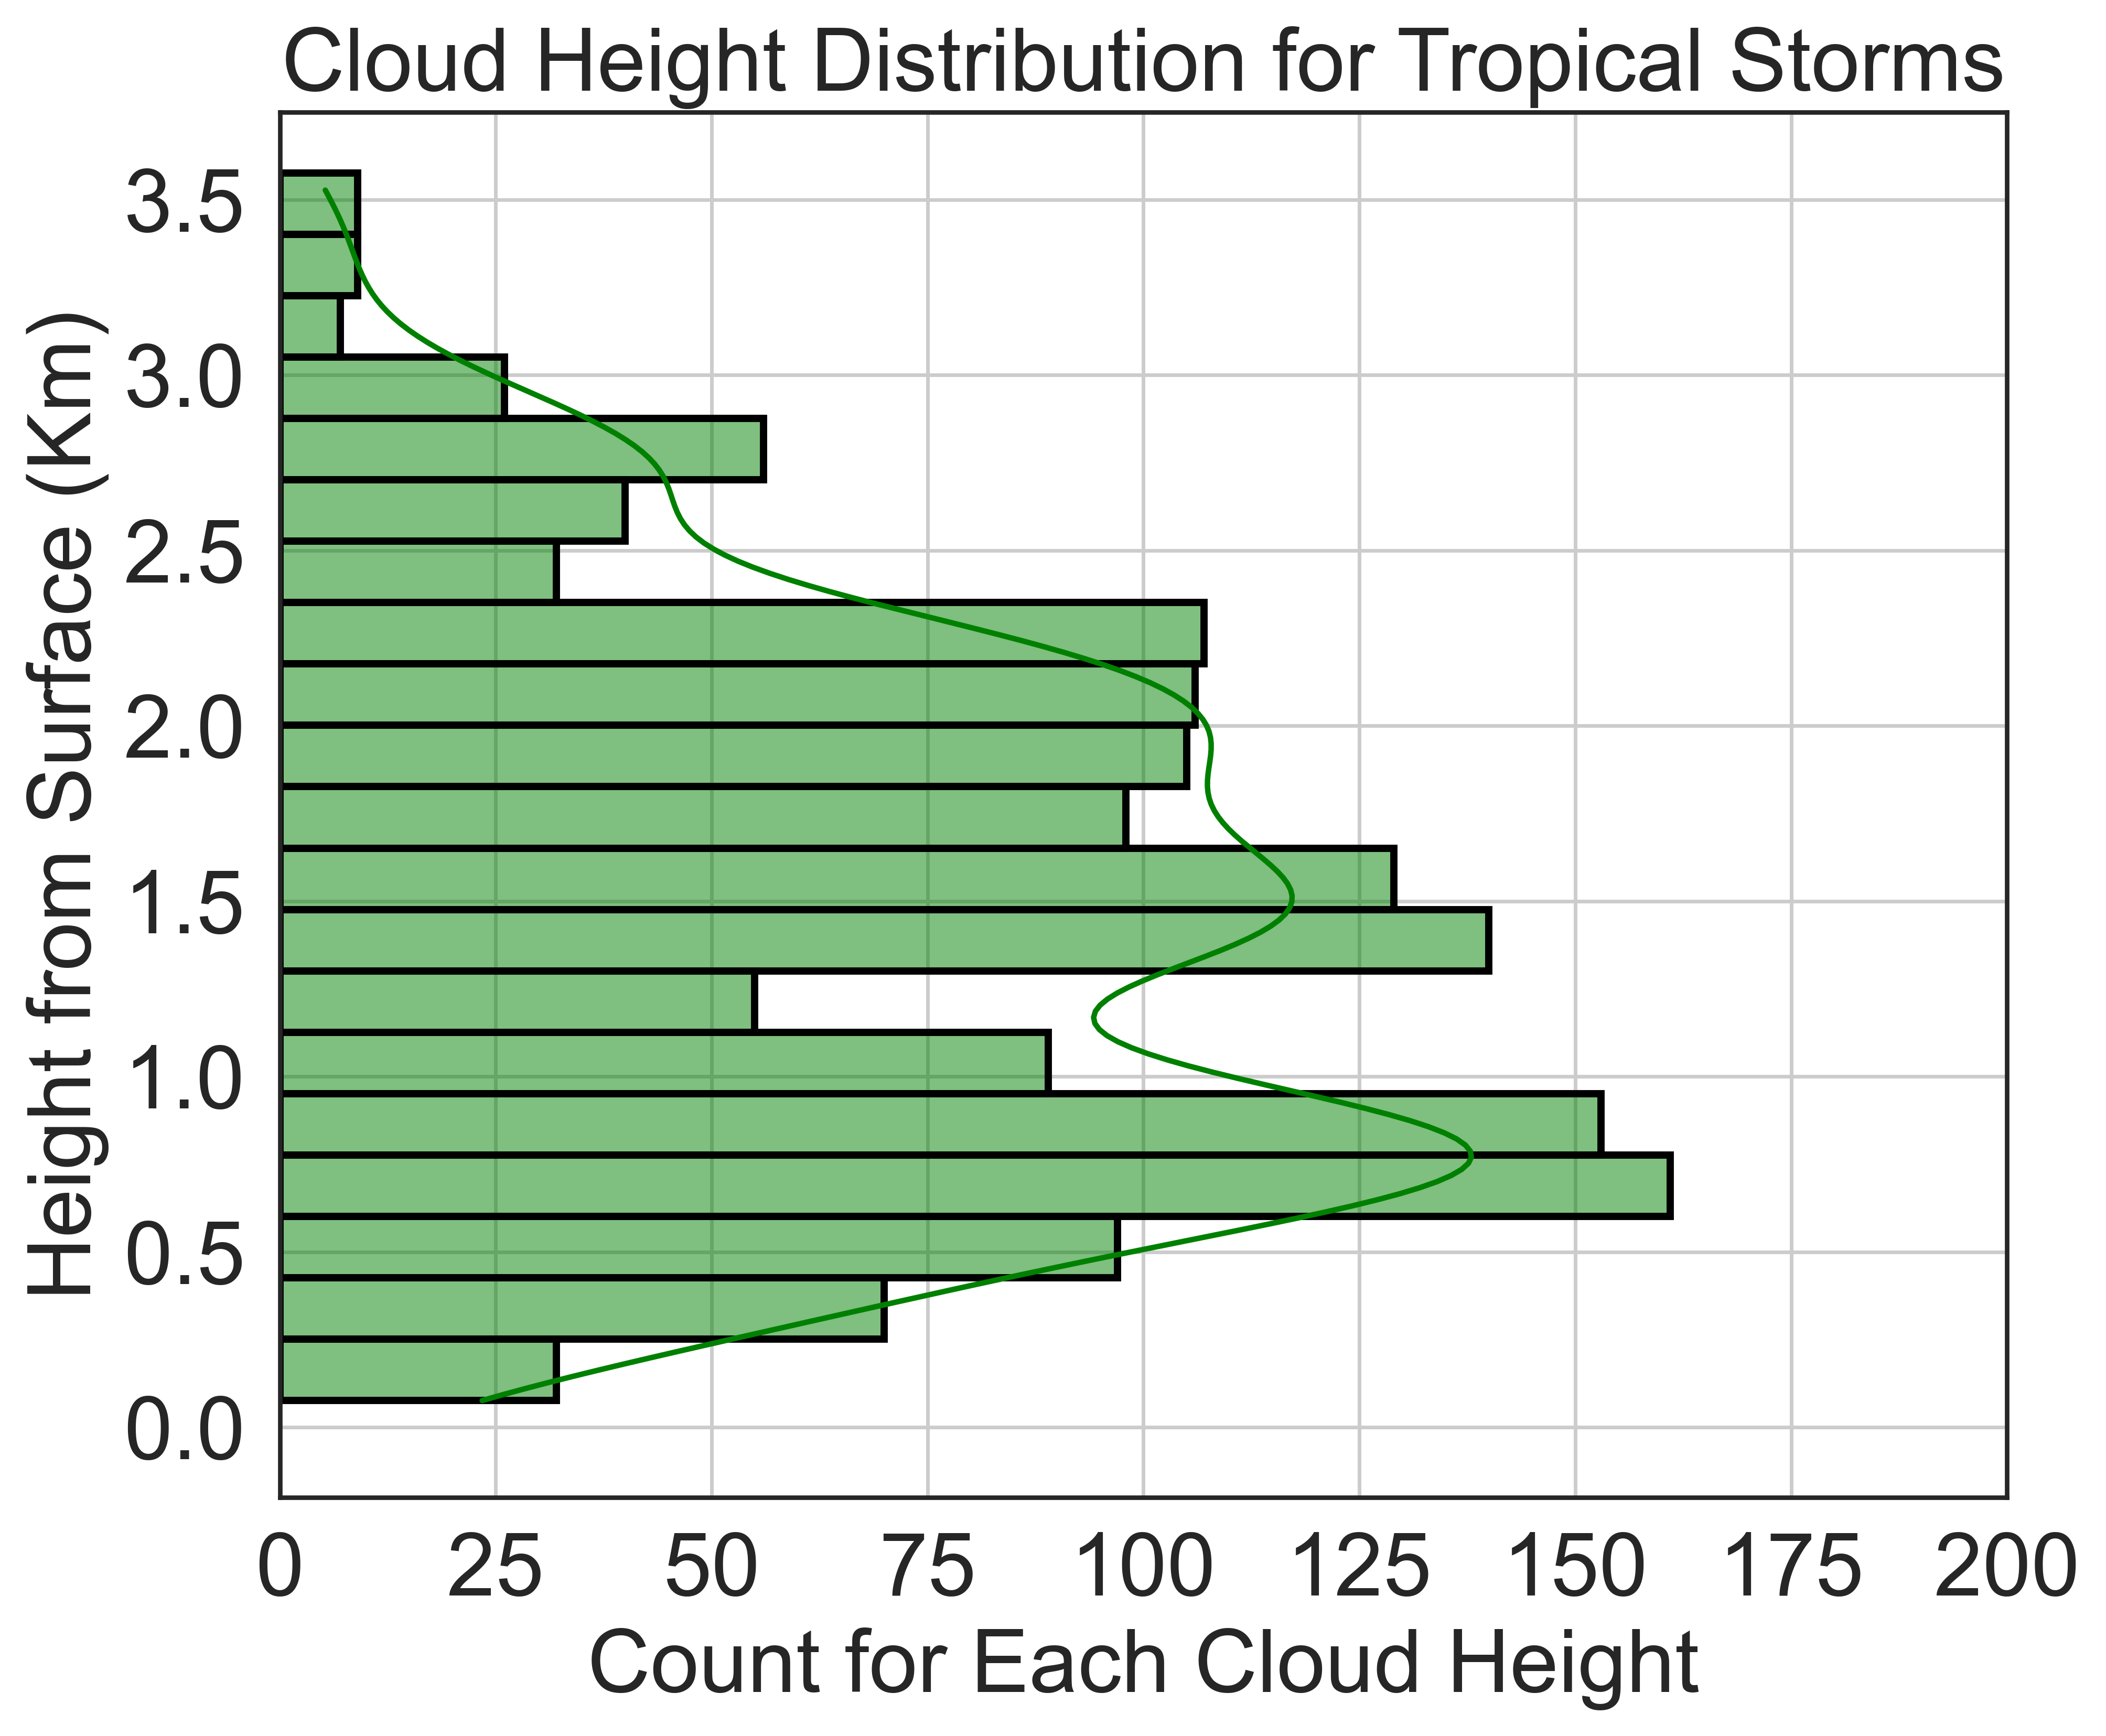 Cloud Height Distribution for Tropical Storms
Height from Surface (Km)
3.5
3.0
2.5
2.0
1.5
1.0
0.5
0.0
0 25 50 75 100 125 150 175 200
Count for Each Cloud Height